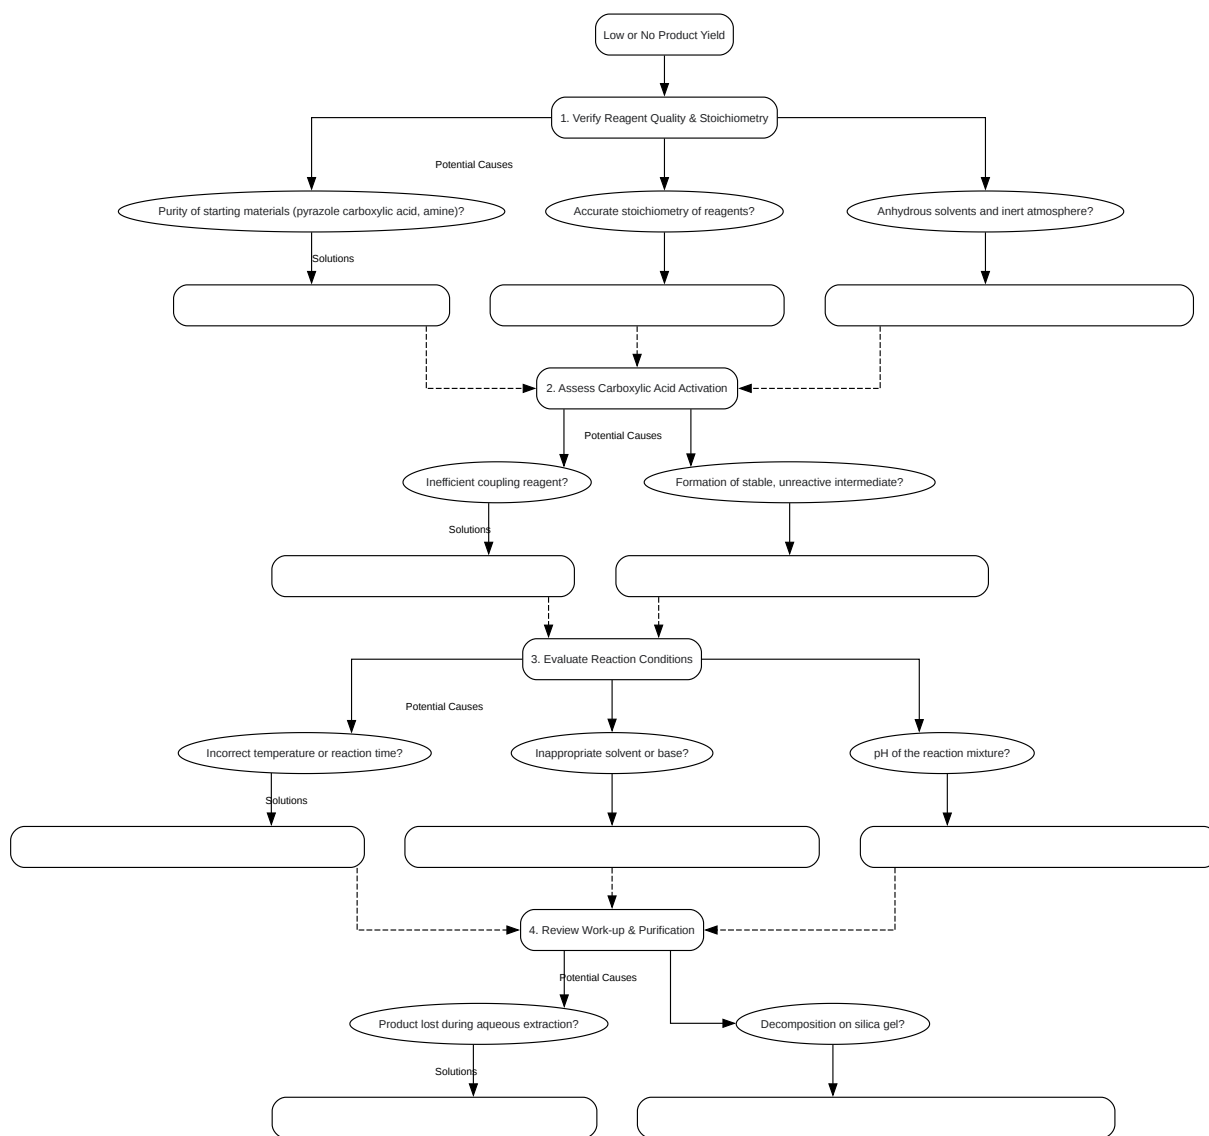 Low or No Product Yield
1. Verify Reagent Quality & Stoichiometry
Potential Causes
Purity of starting materials (pyrazole carboxylic acid, amine)?
Accurate stoichiometry of reagents?
Anhydrous solvents and inert atmosphere?
Solutions
2. Assess Carboxylic Acid Activation
Potential Causes
Inefficient coupling reagent?
Formation of stable, unreactive intermediate?
Solutions
3. Evaluate Reaction Conditions
Potential Causes
Incorrect temperature or reaction time?
Inappropriate solvent or base?
pH of the reaction mixture?
Solutions
4. Review Work-up & Purification
Potential Causes
Product lost during aqueous extraction?
Decomposition on silica gel?
Solutions